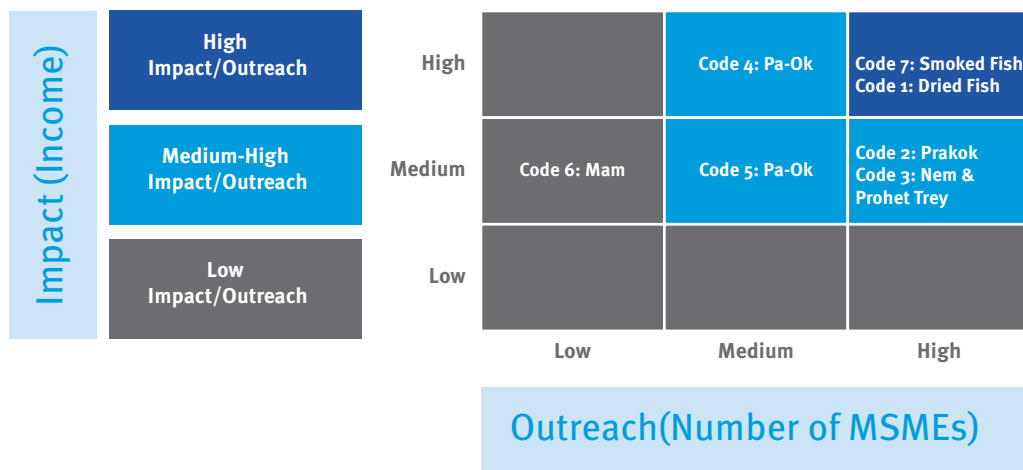 Impact (Income)
High
Impact/Outreach
Medium-High
Impact/Outreach
Low
Impact/Outreach
High
Medium
Low
Code 4: Pa-Ok
Code 7: Smoked Fish
Code 1: Dried Fish
Code 6: Mam
Code 5: Pa-Ok
Code 2: Prakok
Code 3: Nem &
Prohet Trey
Low
Medium
High
Outreach(Number of MSMEs)